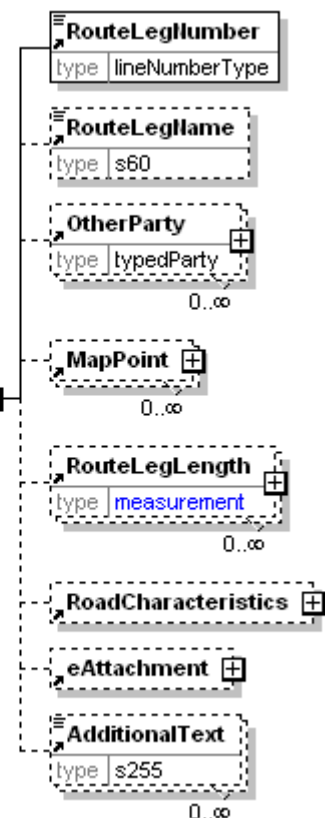 RouteLegNumber
type lineNumberType
RouteLegName
type s60
OtherParty
type typedParty
0..∞
MapPoint
0..∞
RouteLegLength
type measurement
0..∞
RoadCharacteristics
eAttachment
AdditionalText
type s255
0..∞